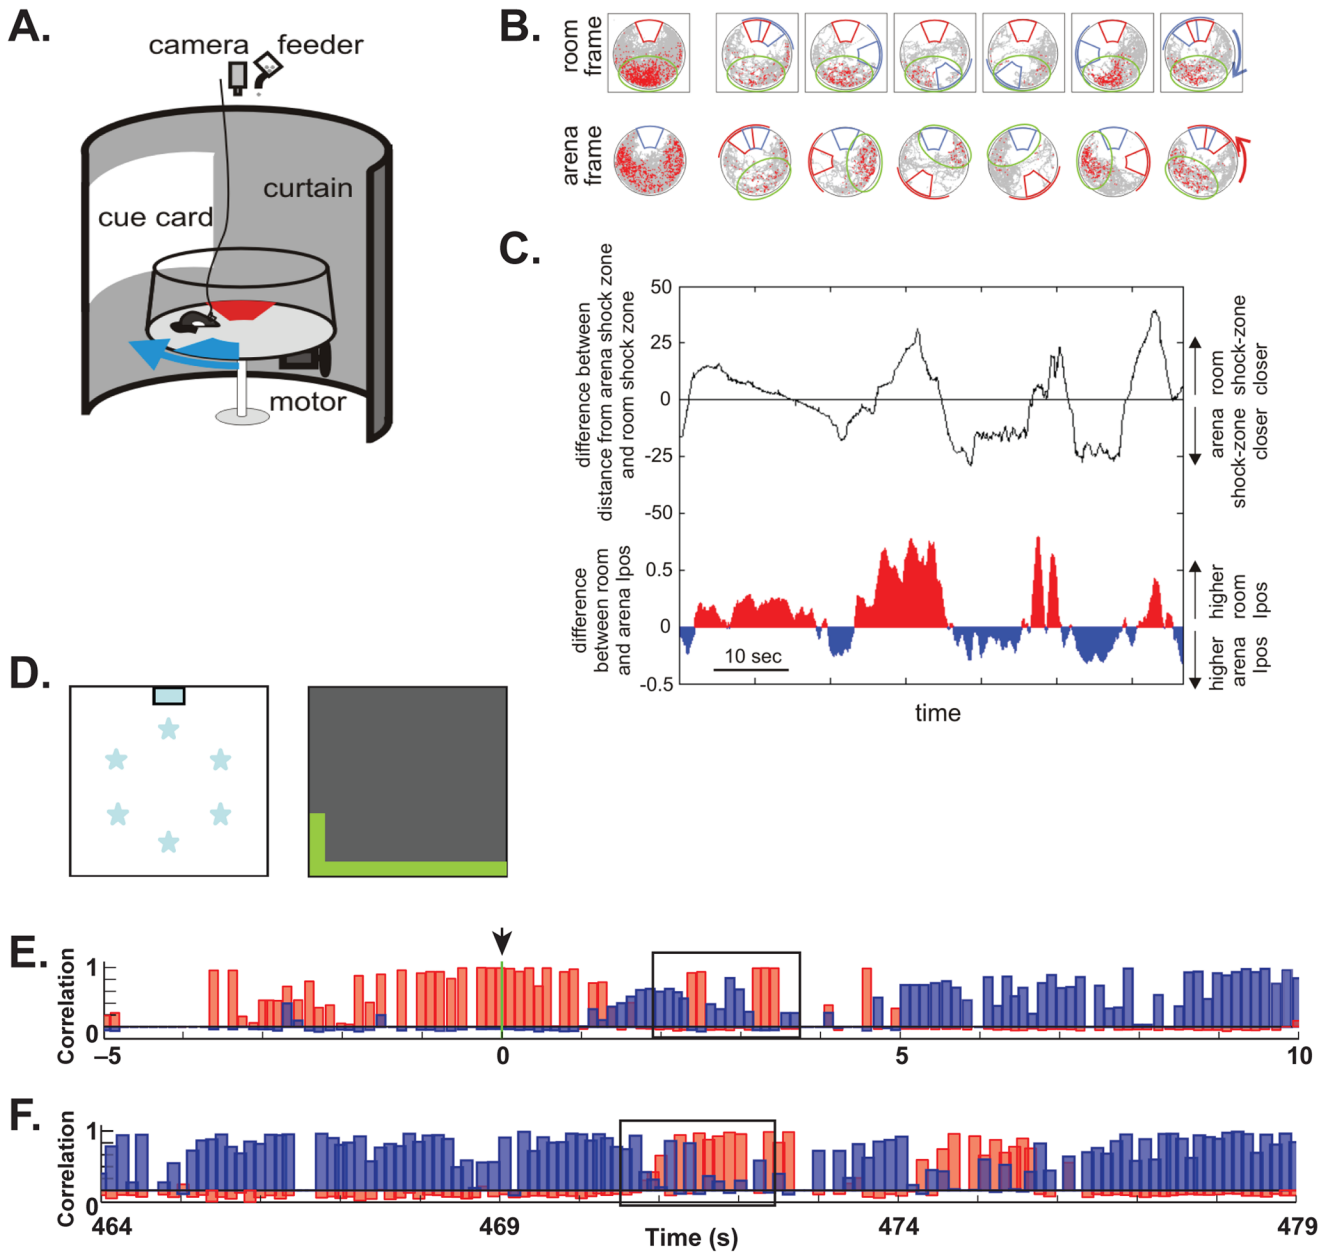 A.
camera feeder
curtain
cue card
motor
B.
room
frame
arena
frame
C.
difference between
distance from arena shock zone
and room shock zone
50
25
0
-25
-50
room
shock-zone
closer
arena
shock-zone
closer
difference
between room
and arena Ipos
0.5
0
-0.5
10 sec
higher
room
Ipos
higher
arena
Ipos
time
D.
E.
Correlation
1
0
–5
0
5
10
F.
Correlation
1
0
464
469
474
479
Time (s)